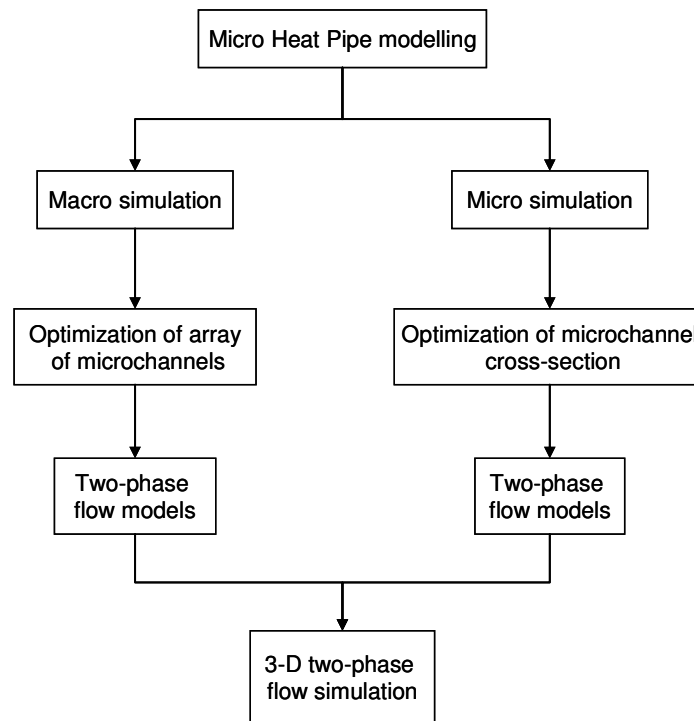 Micro Heat Pipe modelling
Macro simulation
Micro simulation
Optimization of array
of microchannels
Optimization of microchannel
cross-section
Two-phase
flow models
Two-phase
flow models
3-D two-phase
flow simulation